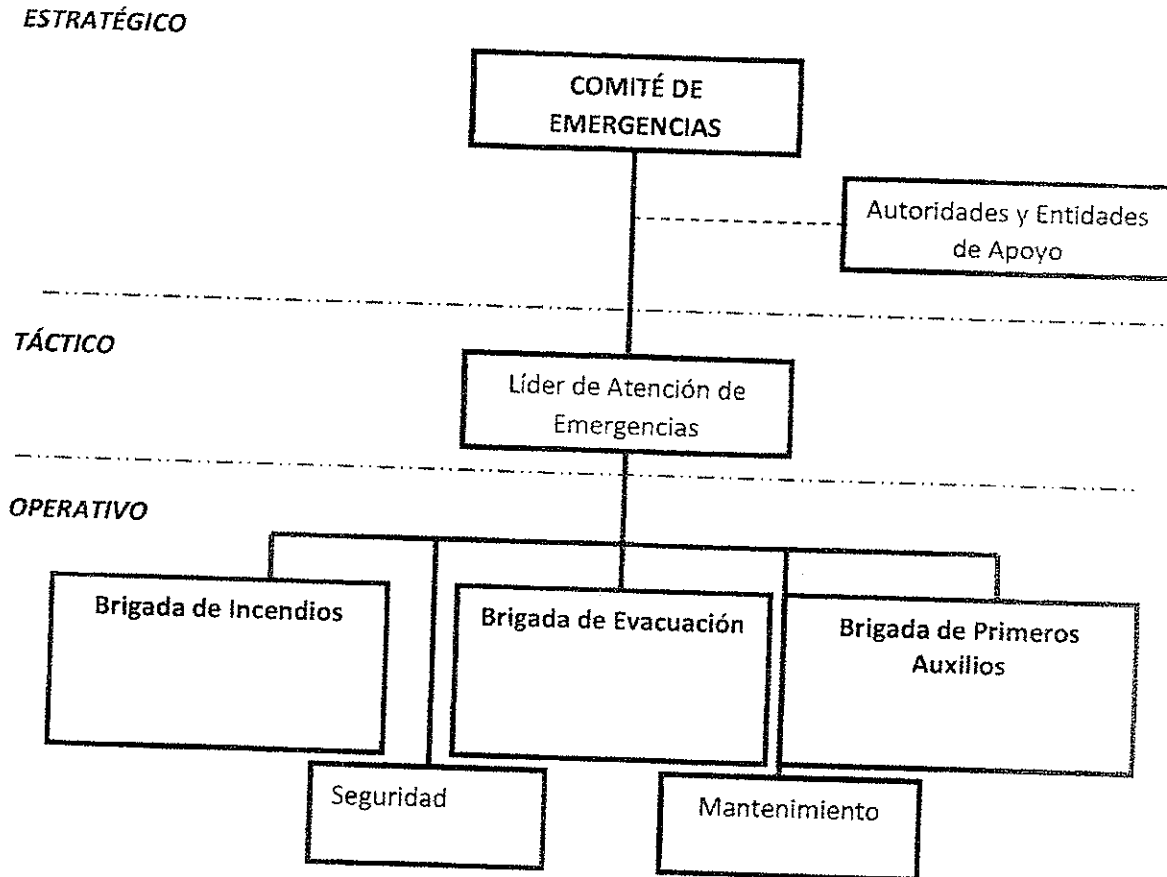 ESTRATÉGICO
COMITÉ DE
EMERGENCIAS
Autoridades y Entidades
de Apoyo
TÁCTICO
Líder de Atención de
Emergencias
OPERATIVO
Brigada de Incendios
Brigada de Evacuación
Brigada de Primeros
Auxilios
Seguridad
Mantenimiento